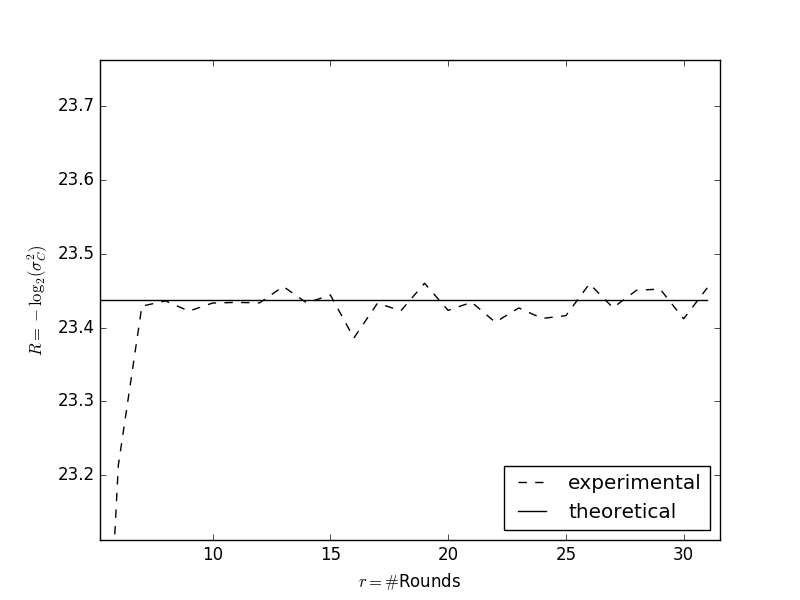 23.7
23.6
23.5
23.4
23.3
23.2
R = − log₂(σ²_C)
10 15 20 25 30
r = #Rounds
experimental
theoretical